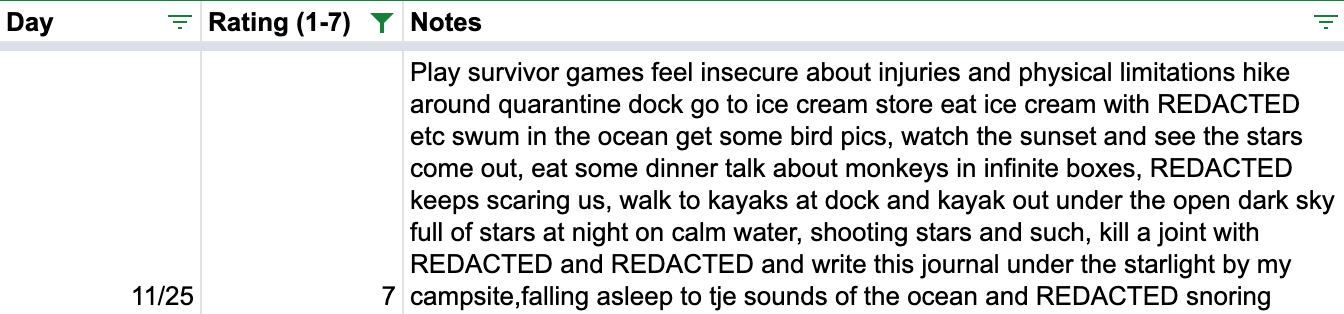 Day Rating (1-7) Notes
Play survivor games feel insecure about injuries and physical limitations hike
around quarantine dock go to ice cream store eat ice cream with REDACTED
etc swum in the ocean get some bird pics, watch the sunset and see the stars
come out, eat some dinner talk about monkeys in infinite boxes, REDACTED
keeps scaring us, walk to kayaks at dock and kayak out under the open dark sky
full of stars at night on calm water, shooting stars and such, kill a joint with
REDACTED and REDACTED and write this journal under the starlight by my
11/25 7 campsite,falling asleep to tje sounds of the ocean and REDACTED snoring